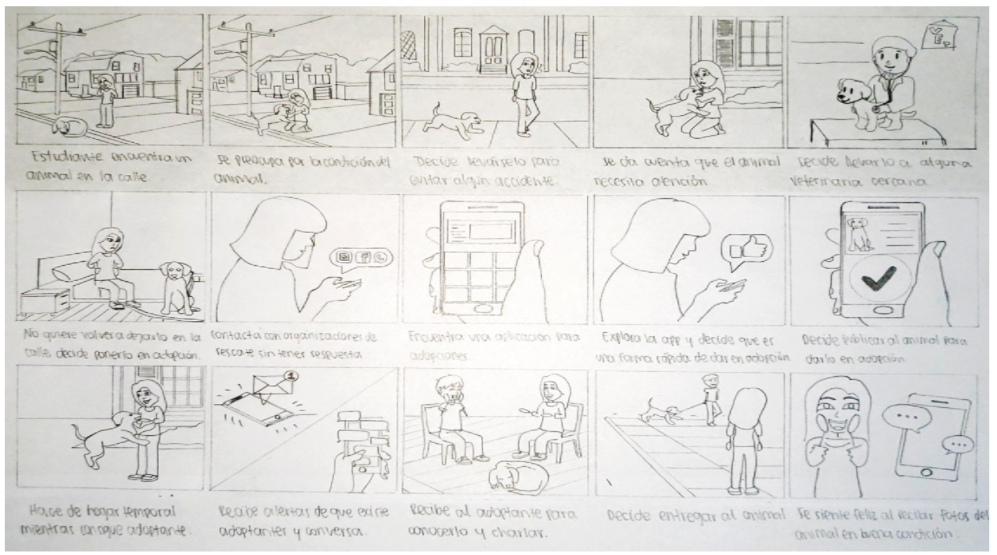 Estudiante encuentra un
animal en la calle
Se preocupa por la condición del
animal.
Decide llevárselo para
evitar algún accidente.
Se da cuenta que el animal
necesita atención
Decide llevarlo a alguna
veterinaria cercana
No quiere volver a dejarlo en la
calle decide ponerlo en adopción.
Contacta con organizaciones de
rescate sin tener respuesta
Encuentra una aplicación para
adopciones
Explora la app y decide que es
una forma rápida de dar en adopción
Decide publicar al animal para
darlo en adopción
1
Hace de hogar temporal
mientras consigue adoptante.
Recibe alertas de que existe
adoptantes y conversa.
Recibe al adoptante para
conocerlo y charlar.
Decide entregar al animal
Se siente feliz al recibir fotos del
animal en buena condición.